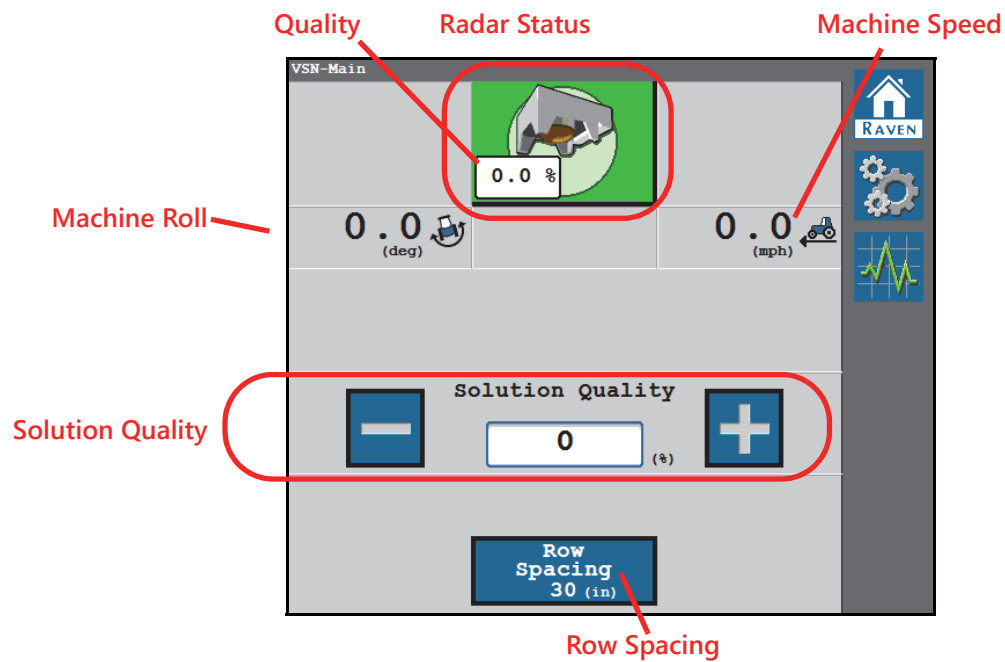 Quality
Radar Status
Machine Speed
VSN-Main
RAVEN
0.0 %
Machine Roll
0.0
(deg)
0.0
(mph)
Solution Quality
Solution Quality
0
(%)
Row
Spacing
30 (in)
Row Spacing